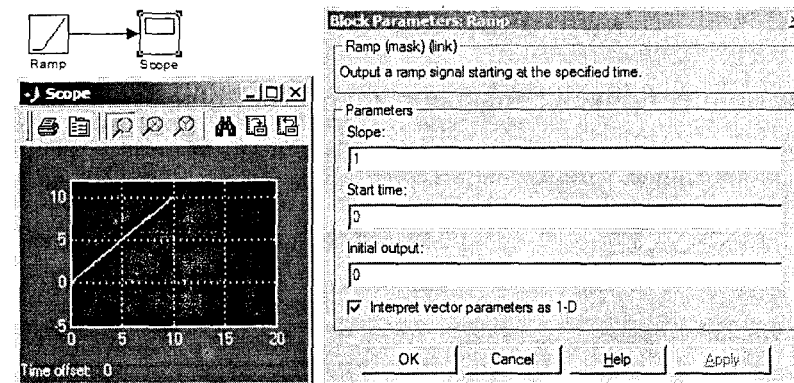 Ramp
Scope
Scope
10
5
0
-5
0
5
10
15
20
Time offset: 0
Block Parameters: Ramp
Ramp (mask) (link)
Output a ramp signal starting at the specified time.
Parameters
Slope:
1
Start time:
0
Initial output:
0
Interpret vector parameters as 1-D
OK
Cancel
Help
Apply